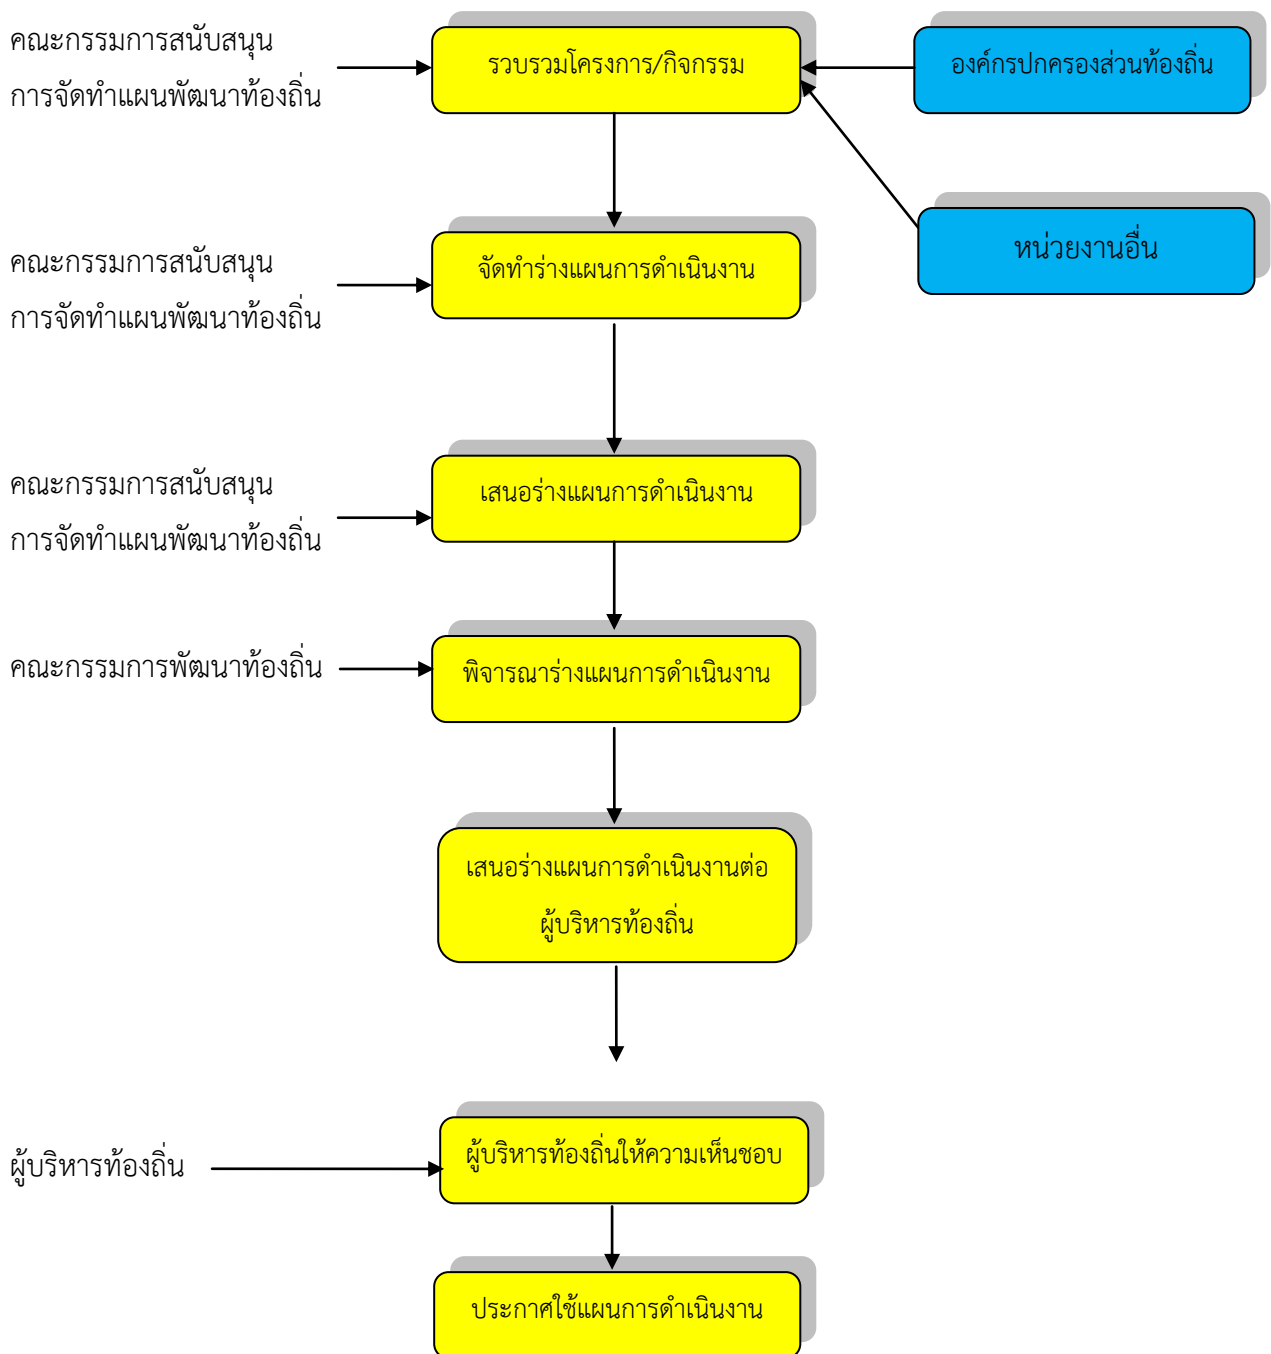 คณะกรรมการสนับสนุน
การจัดทำแผนพัฒนาท้องถิ่น
รวบรวมโครงการ/กิจกรรม
องค์กรปกครองส่วนท้องถิ่น
หน่วยงานอื่น
คณะกรรมการสนับสนุน
การจัดทำแผนพัฒนาท้องถิ่น
จัดทำร่างแผนการดำเนินงาน
คณะกรรมการสนับสนุน
การจัดทำแผนพัฒนาท้องถิ่น
เสนอร่างแผนการดำเนินงาน
คณะกรรมการพัฒนาท้องถิ่น
พิจารณาร่างแผนการดำเนินงาน
เสนอร่างแผนการดำเนินงานต่อ
ผู้บริหารท้องถิ่น
ผู้บริหารท้องถิ่น
ผู้บริหารท้องถิ่นให้ความเห็นชอบ
ประกาศใช้แผนการดำเนินงาน